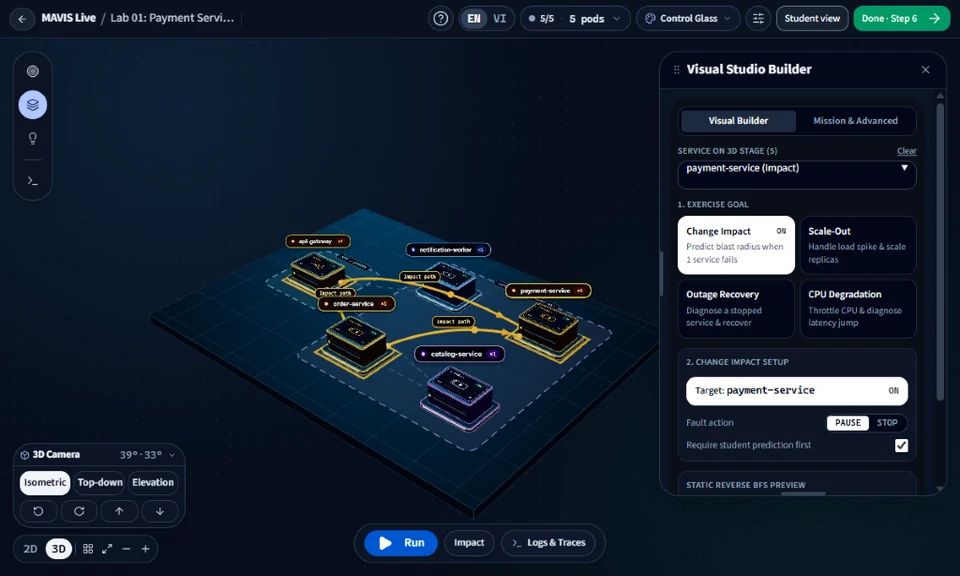 MAVIS Live / Lab 01: Payment Servi...
EN VI
5/5 · 5 pods
Control Glass
Student view
Done · Step 6
Visual Studio Builder
Visual Builder
Mission & Advanced
SERVICE ON 3D STAGE (5)
Clear
payment-service (Impact)
1. EXERCISE GOAL
Change Impact ON
Predict blast radius when
1 service fails
Scale-Out
Handle load spike & scale
replicas
Outage Recovery
Diagnose a stopped
service & recover
CPU Degradation
Throttle CPU & diagnose
latency jump
2. CHANGE IMPACT SETUP
Target: payment-service ON
Fault action
PAUSE STOP
Require student prediction first
STATIC REVERSE BFS PREVIEW
api-gateway ×1
notification-worker ×1
Impact path
payment-service ×1
Impact path
order-service ×1
Impact path
catalog-service ×1
3D Camera 39° · 33°
Isometric Top-down Elevation
2D 3D
Run
Impact
Logs & Traces